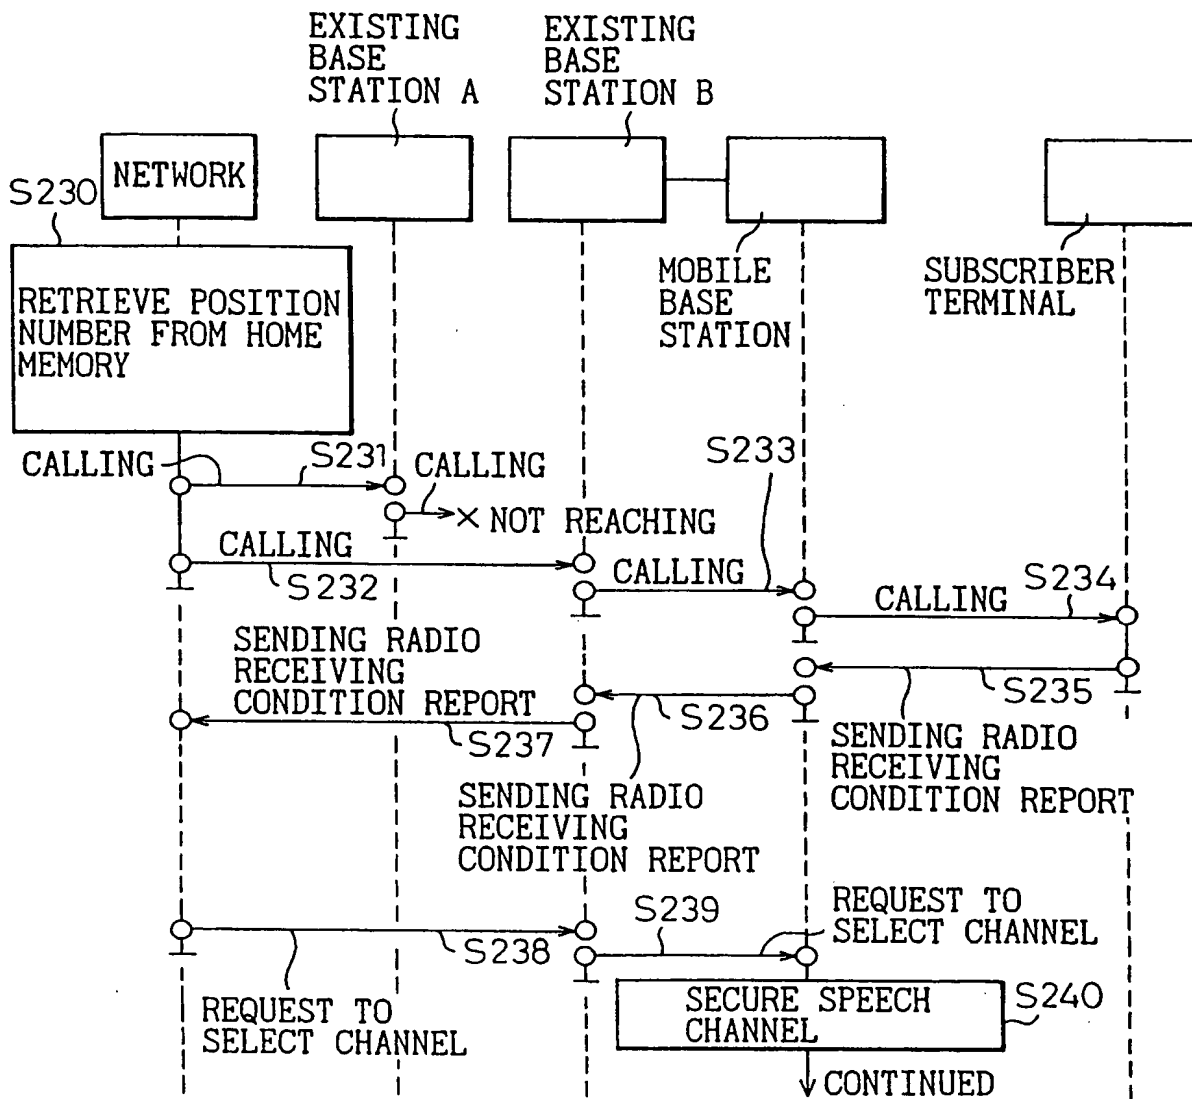 EXISTING
BASE
STATION A
EXISTING
BASE
STATION B
NETWORK
S230
RETRIEVE POSITION
NUMBER FROM HOME
MEMORY
MOBILE
BASE
STATION
SUBSCRIBER
TERMINAL
CALLING
S231
CALLING
× NOT REACHING
S233
CALLING
S232
CALLING
CALLING
S234
SENDING RADIO
RECEIVING
CONDITION REPORT
S235
S236
S237
SENDING RADIO
RECEIVING
CONDITION REPORT
SENDING RADIO
RECEIVING
CONDITION REPORT
S238
S239
REQUEST TO
SELECT CHANNEL
REQUEST TO
SELECT CHANNEL
SECURE SPEECH
CHANNEL
S240
CONTINUED